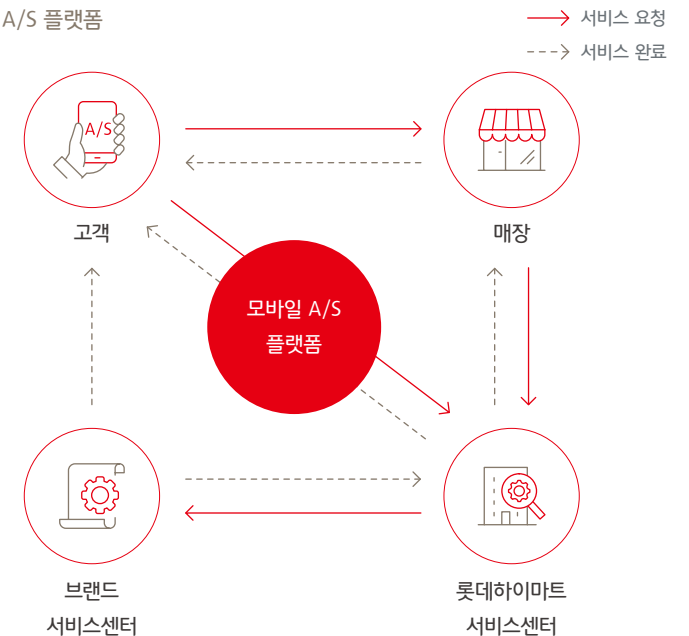 A/S 플랫폼
서비스 요청
서비스 완료
A/S
고객
매장
모바일 A/S
플랫폼
브랜드
서비스센터
롯데하이마트
서비스센터